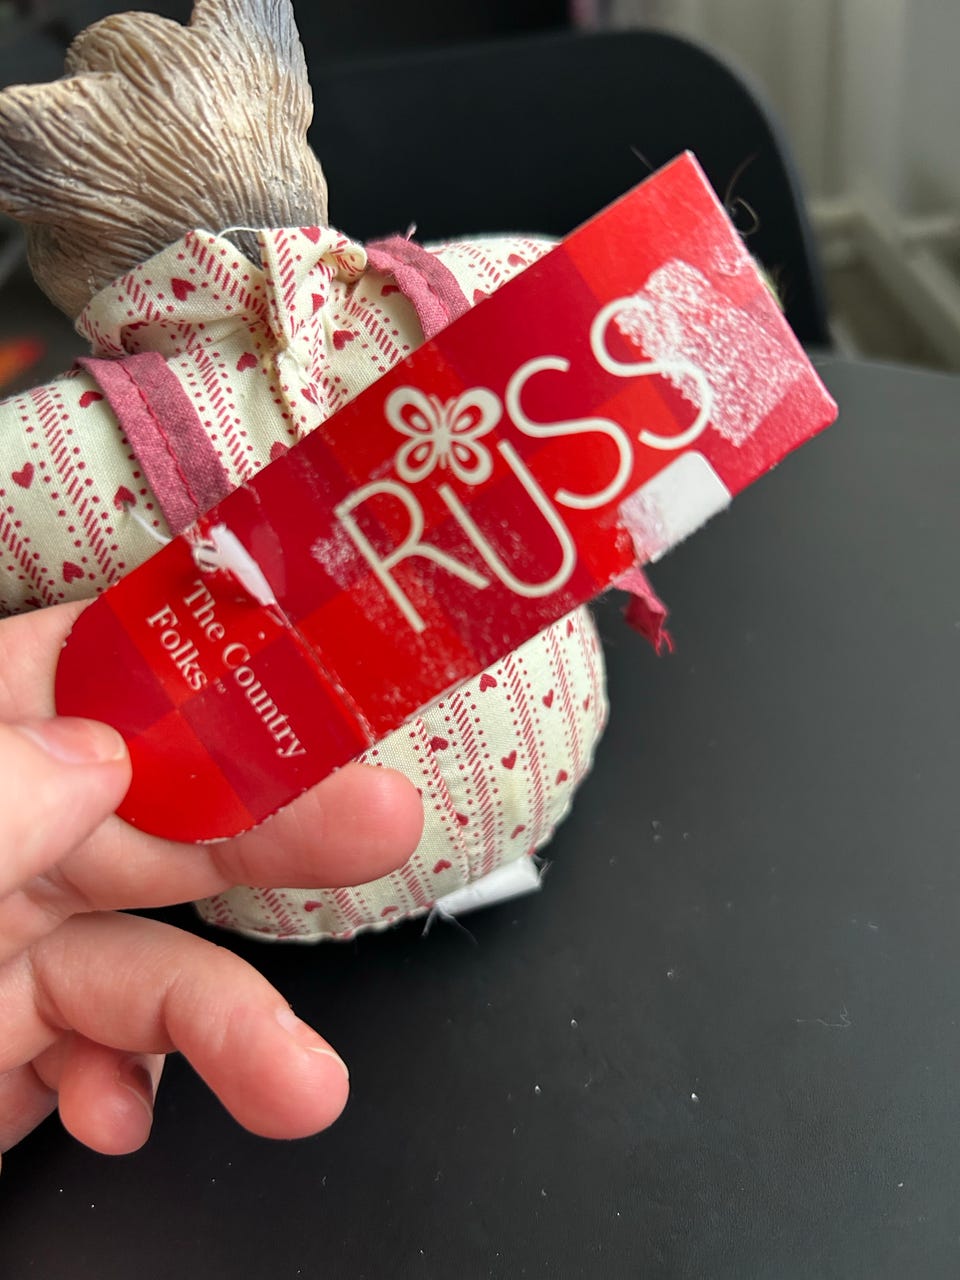 RUSS
The Country
Folks™